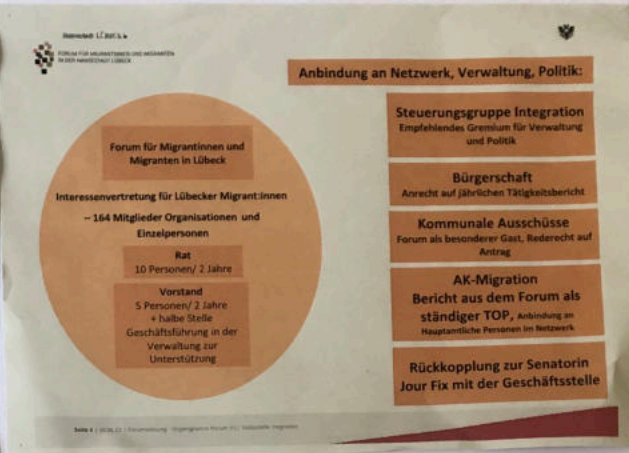 Hansestadt LÜBECK
FORUM FÜR MIGRANTINNEN UND MIGRANTEN
IN DER HANSESTADT LÜBECK
Anbindung an Netzwerk, Verwaltung, Politik:
Forum für Migrantinnen und
Migranten in Lübeck
Interessenvertretung für Lübecker Migrant:innen
– 164 Mitglieder Organisationen und
Einzelpersonen
Rat
10 Personen/ 2 Jahre
Vorstand
5 Personen/ 2 Jahre
+ halbe Stelle
Geschäftsführung in der
Verwaltung zur
Unterstützung
Steuerungsgruppe Integration
Empfehlendes Gremium für Verwaltung
und Politik
Bürgerschaft
Anrecht auf jährlichen Tätigkeitsbericht
Kommunale Ausschüsse
Forum als besonderer Gast, Rederecht auf
Antrag
AK-Migration
Bericht aus dem Forum als
ständiger TOP, Anbindung an
Hauptamtliche Personen im Netzwerk
Rückkopplung zur Senatorin
Jour Fix mit der Geschäftsstelle
Seite 4